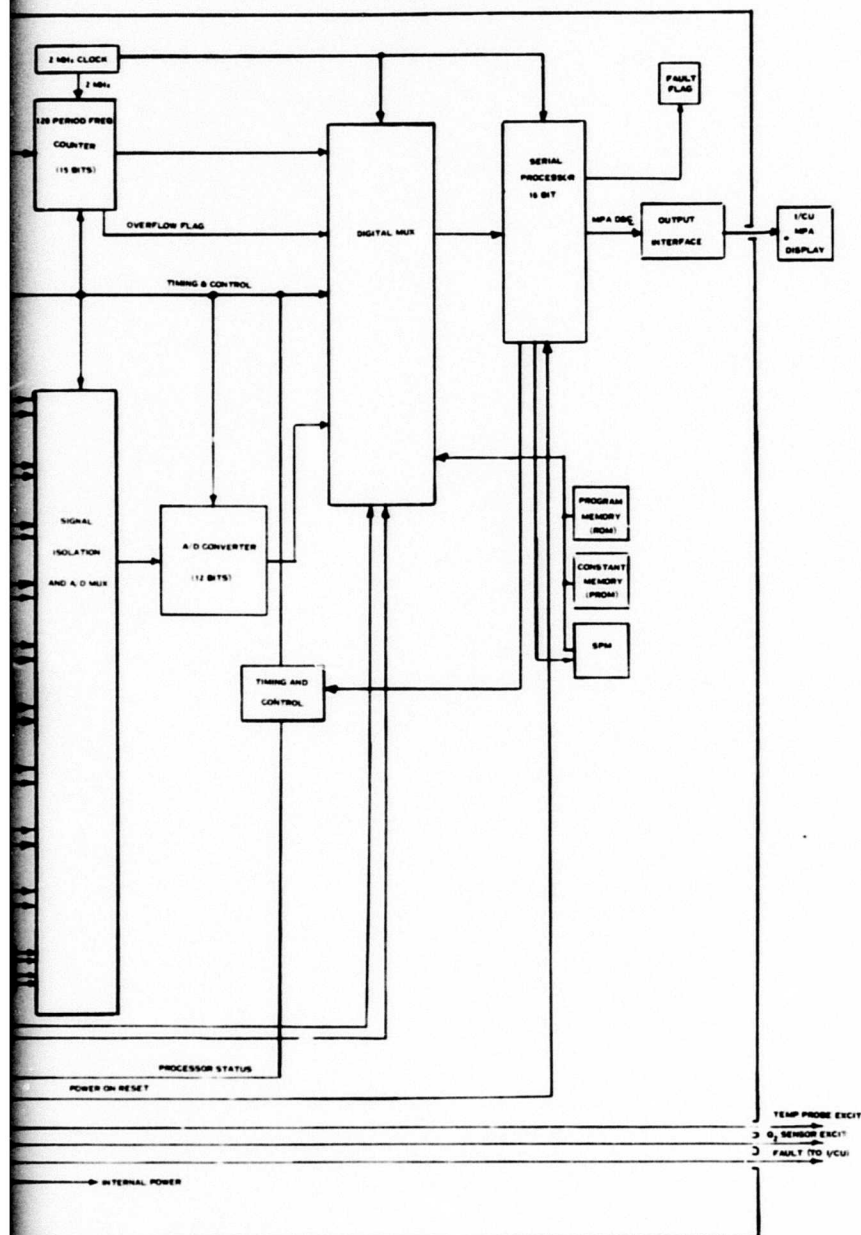 2 MHz CLOCK
2 MHz
120 PERIOD FREQ
COUNTER
(15 BITS)
OVERFLOW FLAG
TIMING & CONTROL
DIGITAL MUX
SERIAL
PROCESSOR
16 BIT
FAULT
FLAG
MPA DBE
OUTPUT
INTERFACE
I/CU
MPA
DISPLAY
SIGNAL
ISOLATION
AND A/D MUX
A/D CONVERTER
(12 BITS)
PROGRAM
MEMORY
(ROM)
CONSTANT
MEMORY
(PROM)
SPM
TIMING AND
CONTROL
PROCESSOR STATUS
POWER ON RESET
TEMP PROBE EXCIT
O2 SENSOR EXCIT
FAULT (TO I/CU)
INTERNAL POWER